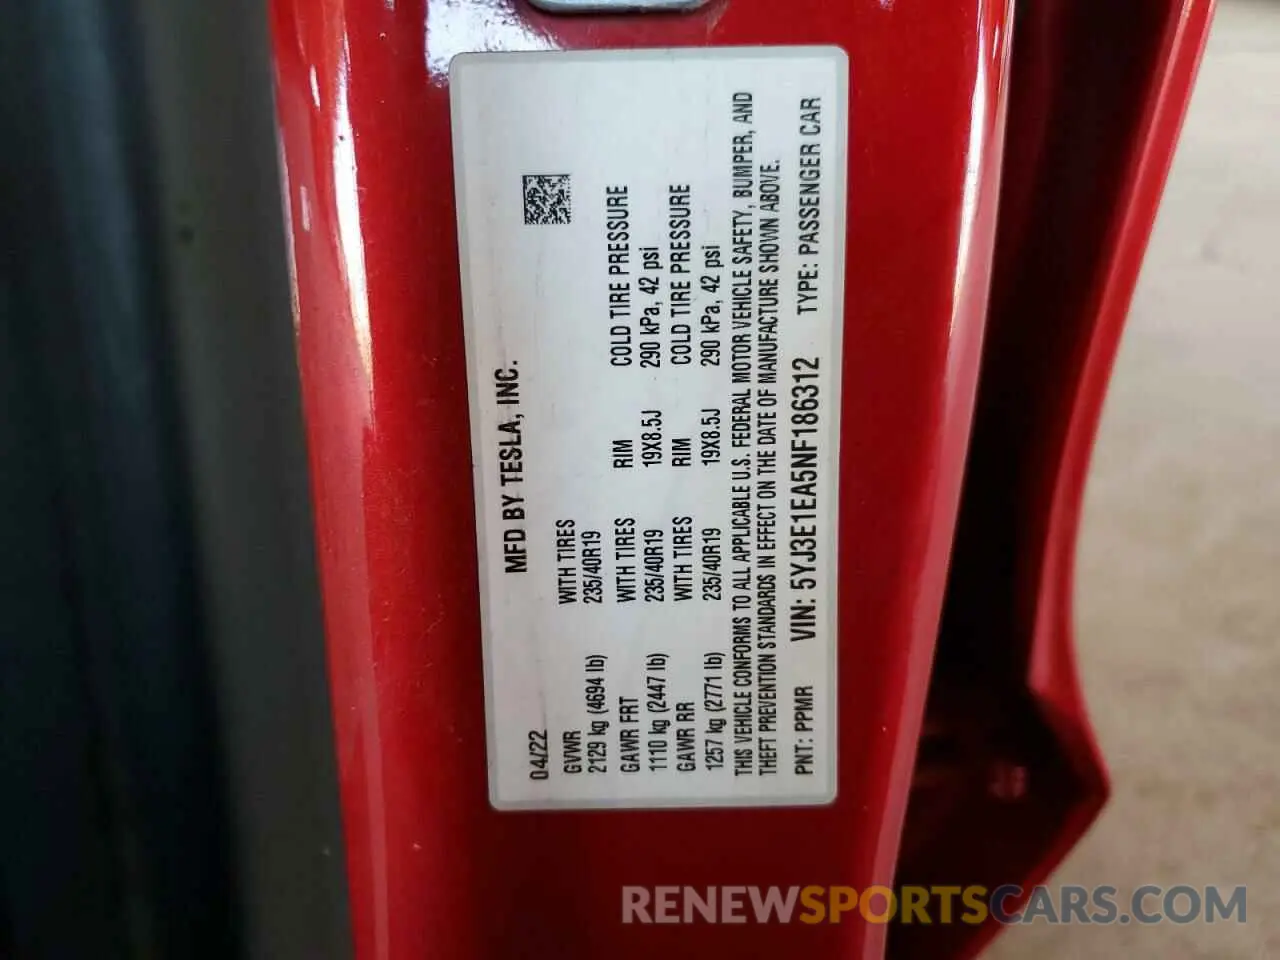 MFD BY TESLA, INC.
04/22
GVWR WITH TIRES
2129 kg (4694 lb) 235/40R19
GAWR FRT WITH TIRES RIM COLD TIRE PRESSURE
1110 kg (2447 lb) 235/40R19 19X8.5J 290 kPa, 42 psi
GAWR RR WITH TIRES RIM COLD TIRE PRESSURE
1257 kg (2771 lb) 235/40R19 19X8.5J 290 kPa, 42 psi
THIS VEHICLE CONFORMS TO ALL APPLICABLE U.S. FEDERAL MOTOR VEHICLE SAFETY, BUMPER, AND
THEFT PREVENTION STANDARDS IN EFFECT ON THE DATE OF MANUFACTURE SHOWN ABOVE.
PNT: PPMR VIN: 5YJ3E1EA5NF186312 TYPE: PASSENGER CAR
RENEWSPORTSCARS.COM